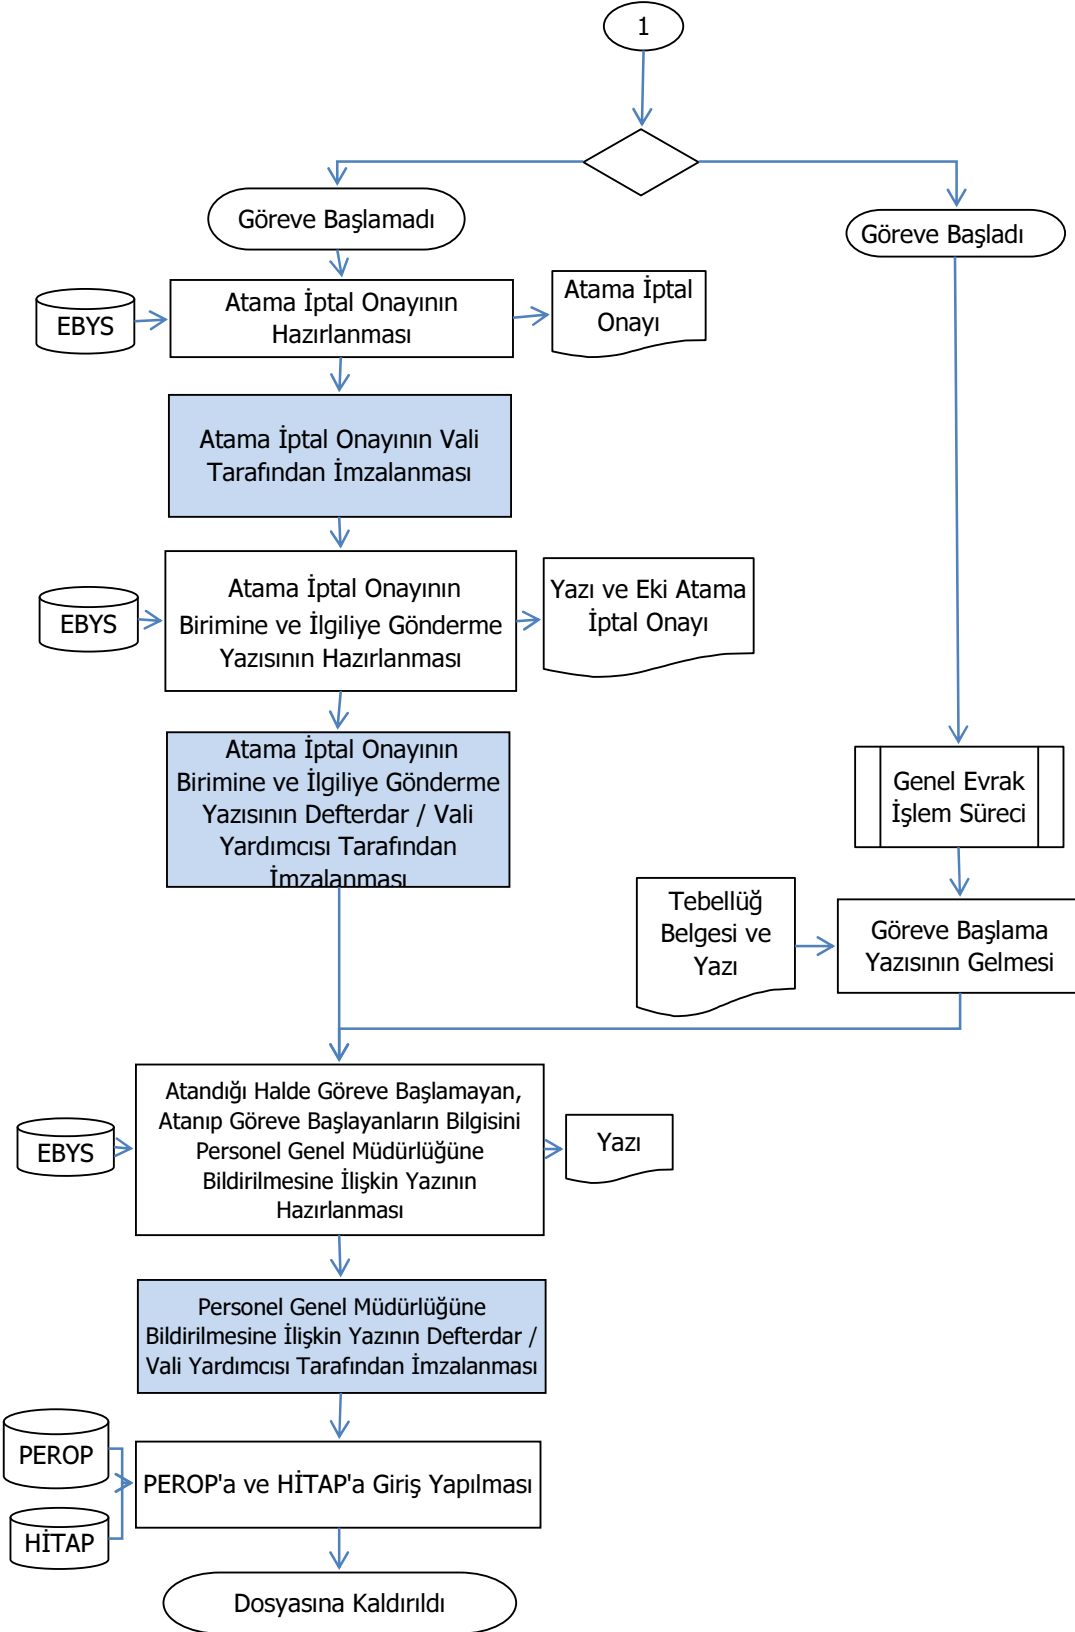 1
Göreve Başlamadı
Göreve Başladı
EBYS
Atama İptal Onayının
Hazırlanması
Atama İptal
Onayı
Atama İptal Onayının Vali
Tarafından İmzalanması
EBYS
Atama İptal Onayının
Birimine ve İlgiliye Gönderme
Yazısının Hazırlanması
Yazı ve Eki Atama
İptal Onayı
Atama İptal Onayının
Birimine ve İlgiliye Gönderme
Yazısının Defterdar / Vali
Yardımcısı Tarafından
İmzalanması
Genel Evrak
İşlem Süreci
Tebellüğ
Belgesi ve
Yazı
Göreve Başlama
Yazısının Gelmesi
EBYS
Atandığı Halde Göreve Başlamayan,
Atanıp Göreve Başlayanların Bilgisini
Personel Genel Müdürlüğüne
Bildirilmesine İlişkin Yazının
Hazırlanması
Yazı
Personel Genel Müdürlüğüne
Bildirilmesine İlişkin Yazının Defterdar /
Vali Yardımcısı Tarafından İmzalanması
PEROP
HİTAP
PEROP'a ve HİTAP'a Giriş Yapılması
Dosyasına Kaldırıldı